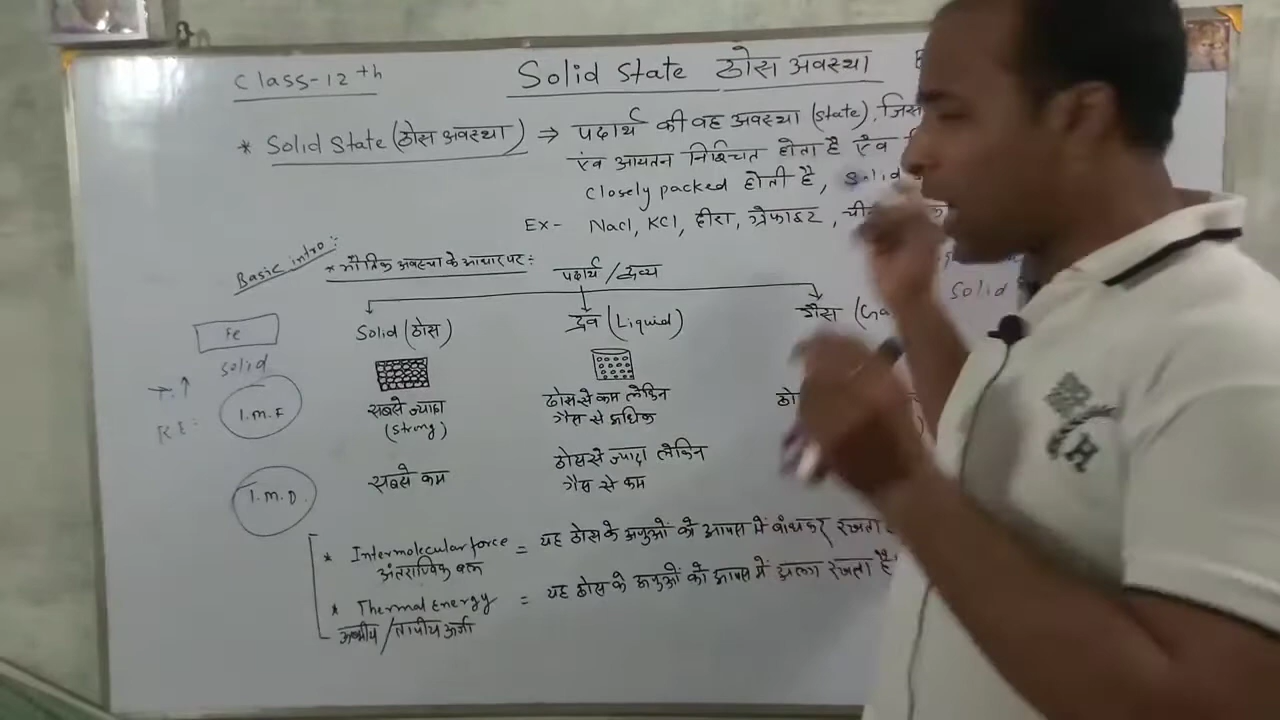 Class-12th
Solid State ठोस अवस्था
* Solid State (ठोस अवस्था) ⇒ पदार्थ की वह अवस्था (state), जिस
एंव आयतन निश्चित होता है एंव
closely packed होती है, Solid
Ex- NaCl, KCl, हीरा, ग्रेफाइट,
Basic intro:
* भौतिक अवस्था के आधार पर:
पदार्थ / द्रव्य
Solid (ठोस) द्रव (Liquid) गैस (Ga
Fe
Solid
Solid
T.↑
I.M.F
सबसे ज्यादा
(strong)
ठोस से कम लेकिन
गैस से अधिक
ठो
I.M.D.
सबसे कम
ठोस से ज्यादा लेकिन
गैस से कम
* Intermolecular force = यह ठोस के अणुओं को आपस में बांधकर रखता
अंतराण्विक बल
* Thermal Energy = यह ठोस के अणुओं को आपस में अलग रखता है
ऊष्मीय / तापीय ऊर्जा
H